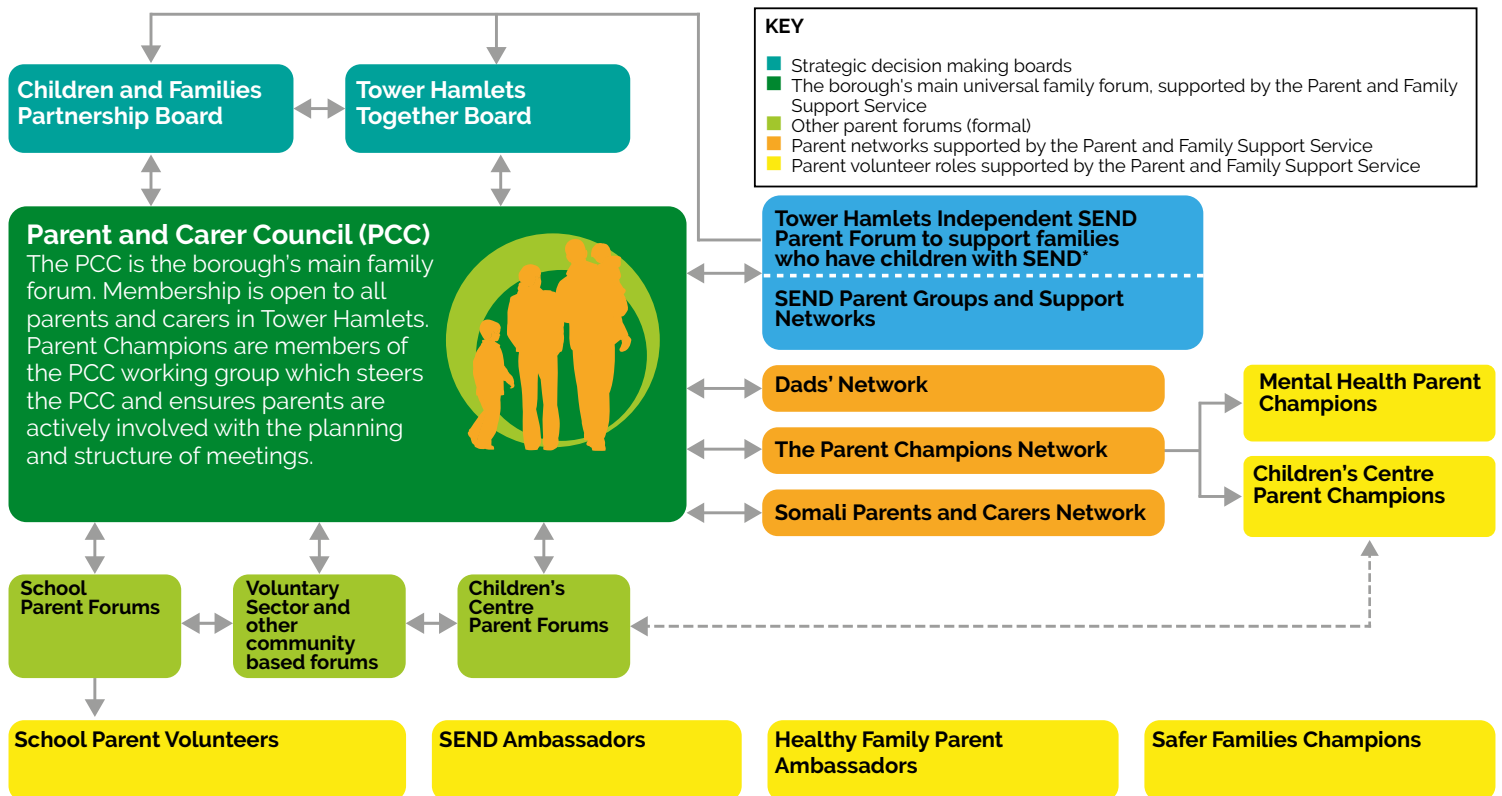 KEY
Strategic decision making boards
The borough's main universal family forum, supported by the Parent and Family
Support Service
Other parent forums (formal)
Parent networks supported by the Parent and Family Support Service
Parent volunteer roles supported by the Parent and Family Support Service
Children and Families
Partnership Board
Tower Hamlets
Together Board
Parent and Carer Council (PCC)
The PCC is the borough's main family
forum. Membership is open to all
parents and carers in Tower Hamlets.
Parent Champions are members of
the PCC working group which steers
the PCC and ensures parents are
actively involved with the planning
and structure of meetings.
Tower Hamlets Independent SEND
Parent Forum to support families
who have children with SEND*
SEND Parent Groups and Support
Networks
Dads' Network
The Parent Champions Network
Somali Parents and Carers Network
Mental Health Parent
Champions
Children's Centre
Parent Champions
School
Parent Forums
Voluntary
Sector and
other
community
based forums
Children's
Centre
Parent Forums
School Parent Volunteers
SEND Ambassadors
Healthy Family Parent
Ambassadors
Safer Families Champions